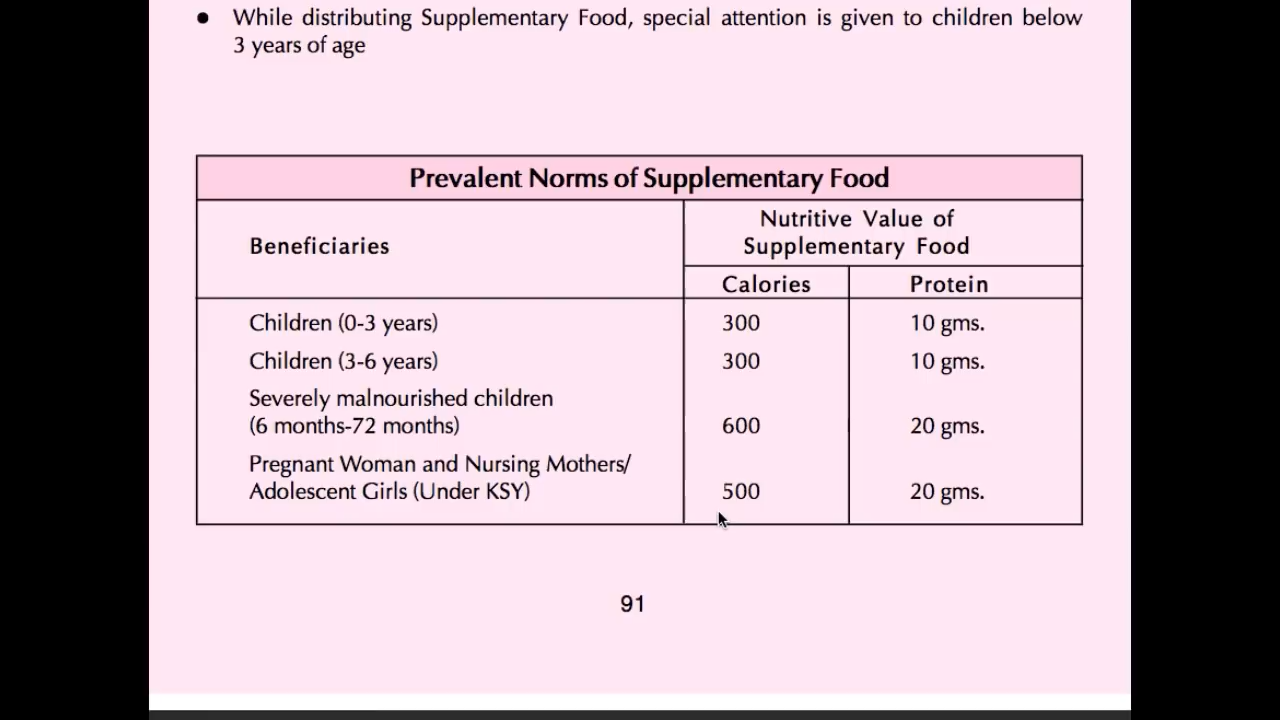 ● While distributing Supplementary Food, special attention is given to children below
3 years of age
Prevalent Norms of Supplementary Food
Beneficiaries
Nutritive Value of
Supplementary Food
Calories Protein
Children (0-3 years) 300 10 gms.
Children (3-6 years) 300 10 gms.
Severely malnourished children
(6 months-72 months) 600 20 gms.
Pregnant Woman and Nursing Mothers/
Adolescent Girls (Under KSY) 500 20 gms.
91